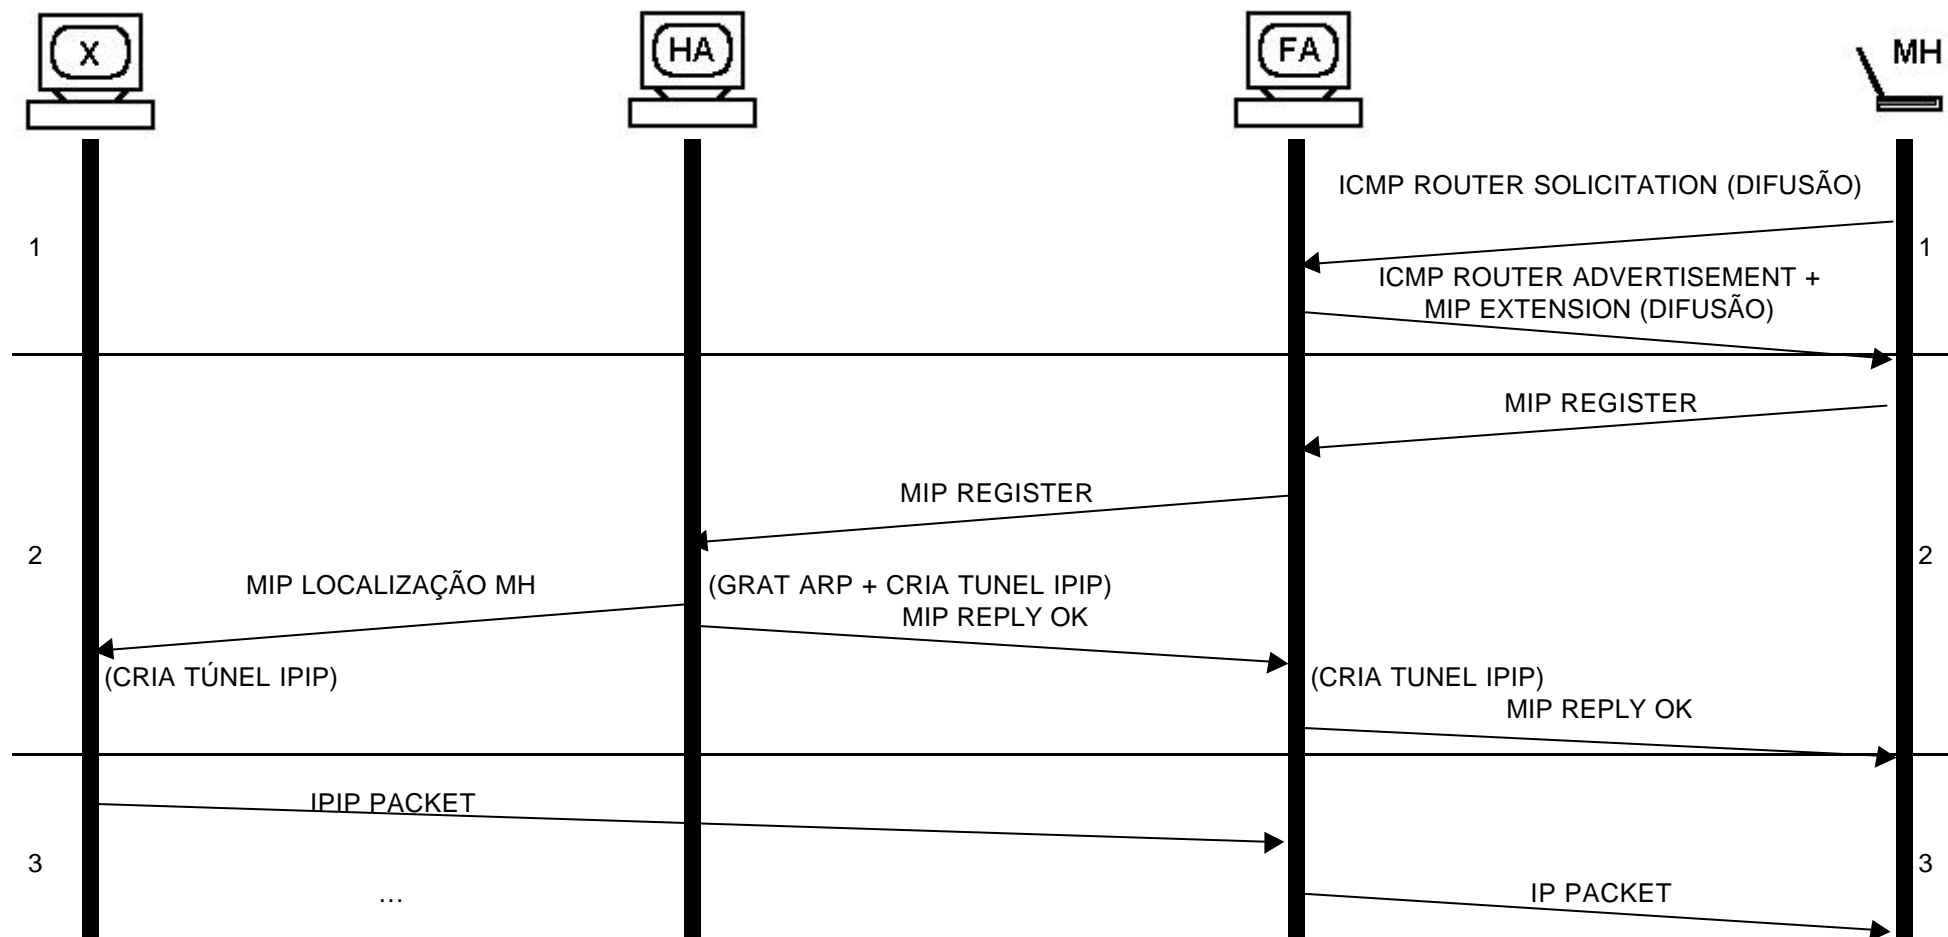 X
HA
FA
MH
ICMP ROUTER SOLICITATION (DIFUSÃO)
1
1
ICMP ROUTER ADVERTISEMENT +
MIP EXTENSION (DIFUSÃO)
MIP REGISTER
MIP REGISTER
2
2
MIP LOCALIZAÇÃO MH
(GRAT ARP + CRIA TUNEL IPIP)
MIP REPLY OK
(CRIA TÚNEL IPIP)
(CRIA TUNEL IPIP)
MIP REPLY OK
IPIP PACKET
3
3
...
IP PACKET